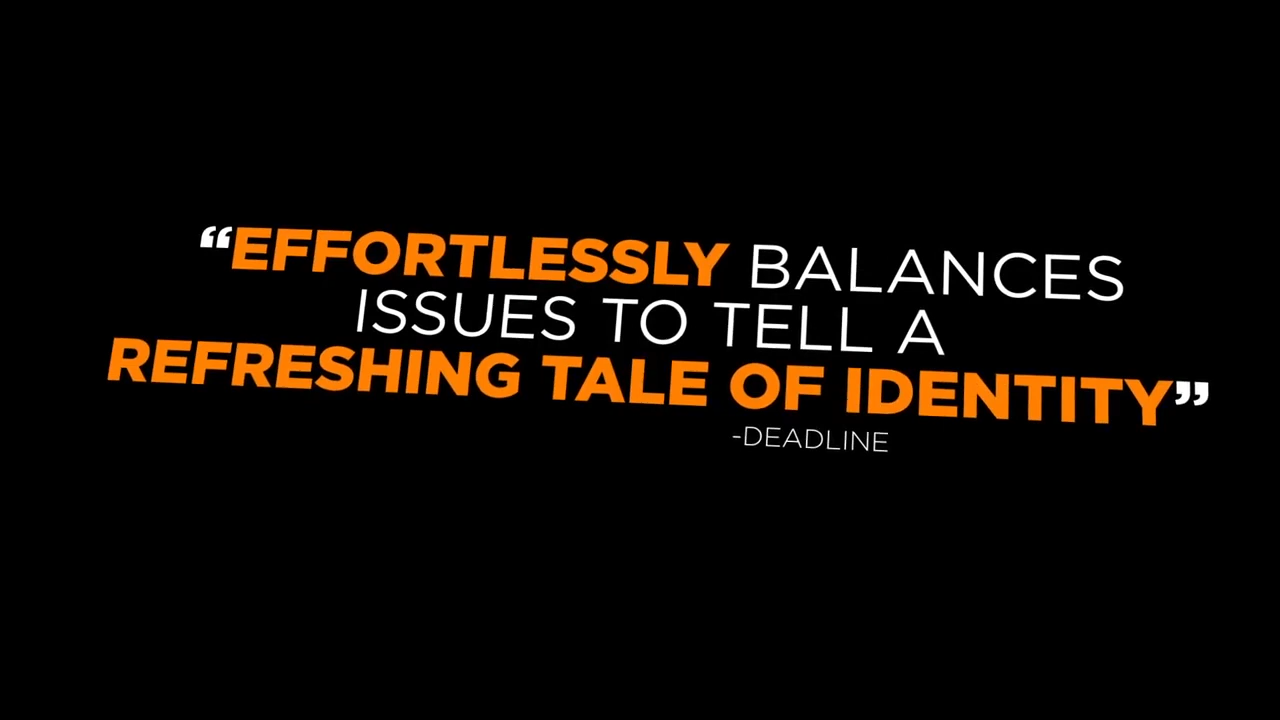 “EFFORTLESSLY BALANCES
ISSUES TO TELL A
REFRESHING TALE OF IDENTITY”
-DEADLINE